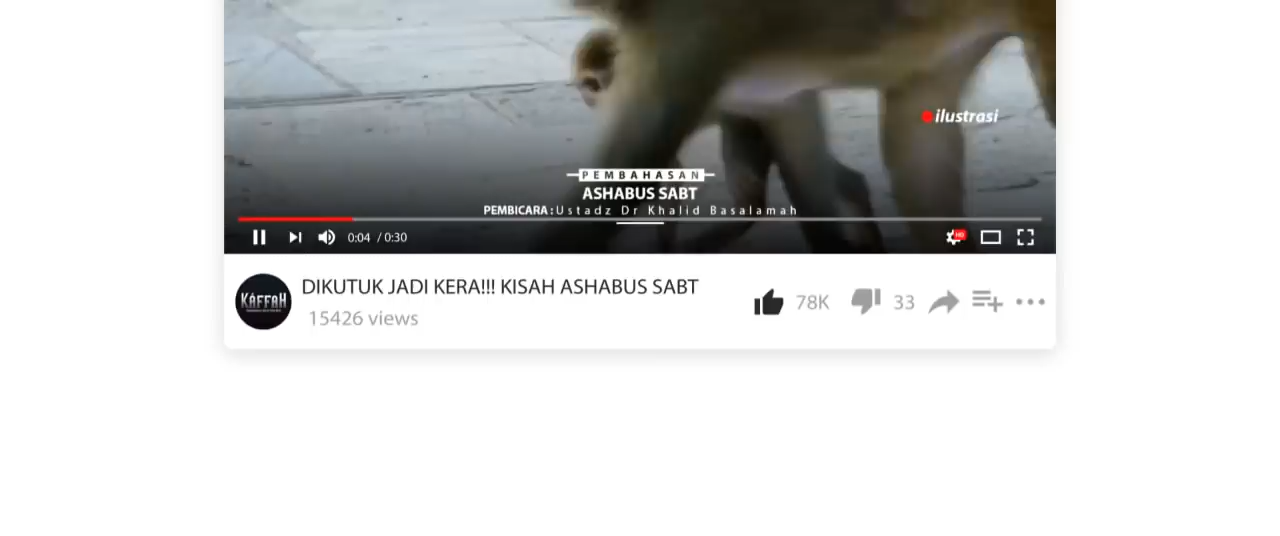 ilustrasi
PEMBAHASAN
ASHABUS SABT
PEMBICARA : Ustadz Dr Khalid Basalamah
0:04 / 0:30
HD
KAFFAH
DIKUTUK JADI KERA!!! KISAH ASHABUS SABT
78K
33
15426 views